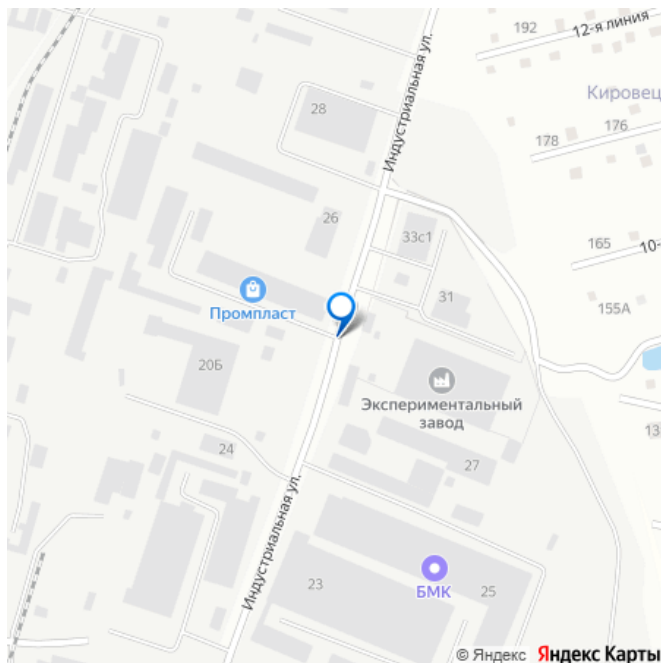 192
12-я линия
Кировец
176
178
28
Индустриальная ул.
26
33с1
165
10-
31
155А
Промпласт
20Б
Экспериментальный
завод
13
24
27
Индустриальная ул.
23
25
БМК
© Яндекс Яндекс Карты